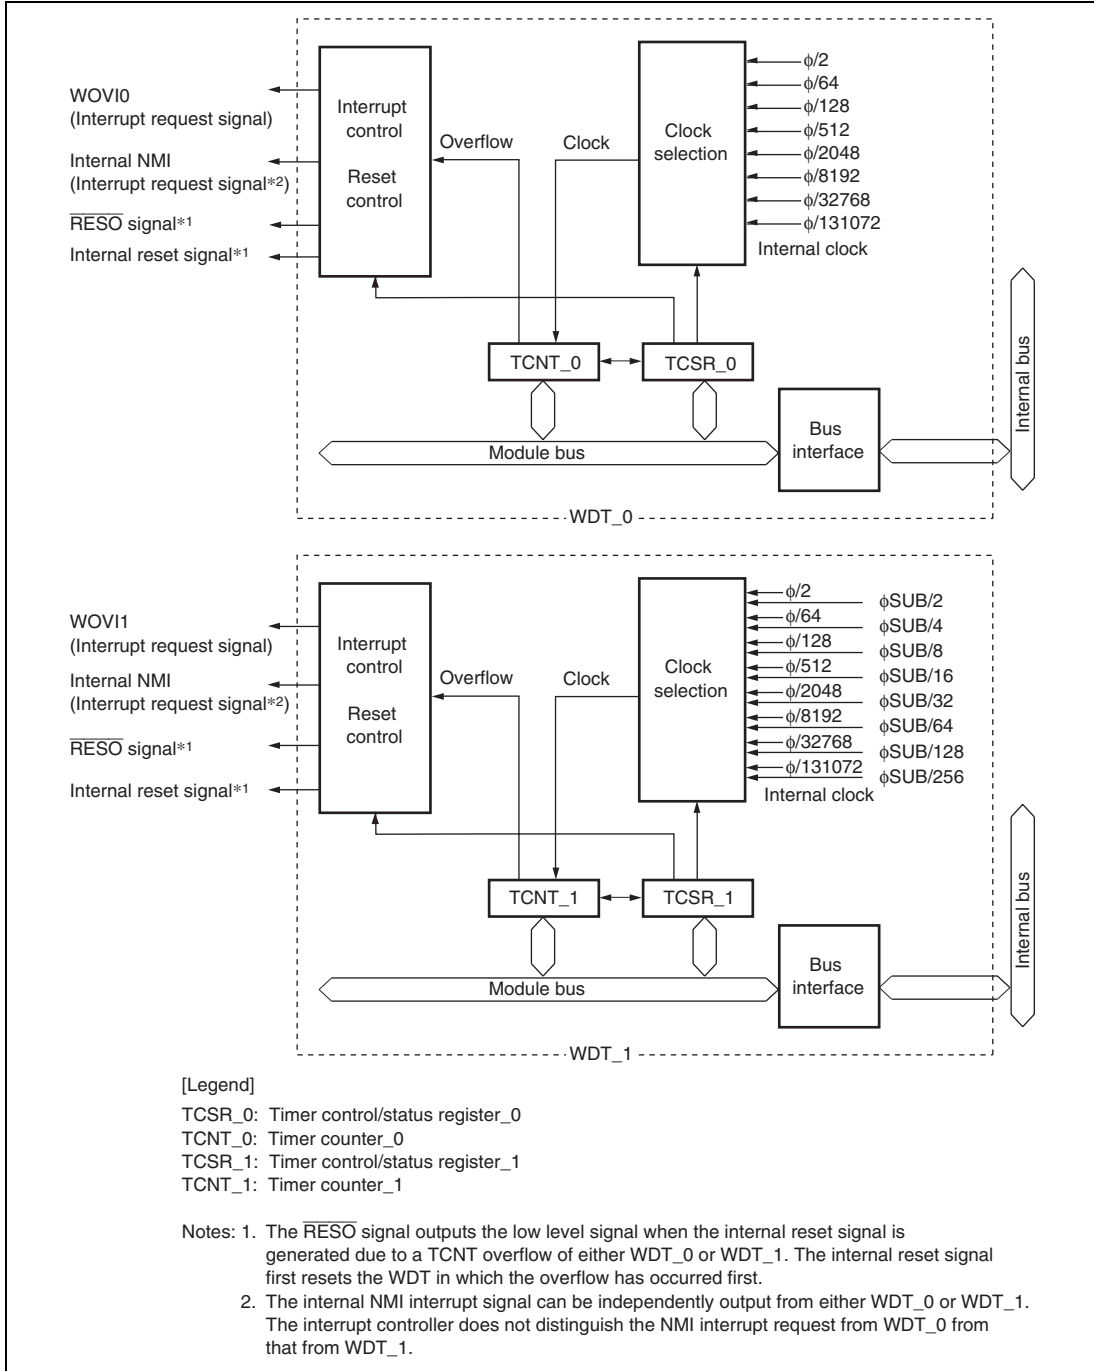 WOVI0
(Interrupt request signal)
Internal NMI
(Interrupt request signal*2)
RESO signal*1
Internal reset signal*1
Interrupt
control
Reset
control
Overflow
Clock
Clock
selection
ϕ/2
ϕ/64
ϕ/128
ϕ/512
ϕ/2048
ϕ/8192
ϕ/32768
ϕ/131072
Internal clock
TCNT_0
TCSR_0
Module bus
Bus
interface
Internal bus
WDT_0
WOVI1
(Interrupt request signal)
Internal NMI
(Interrupt request signal*2)
RESO signal*1
Internal reset signal*1
Interrupt
control
Reset
control
Overflow
Clock
Clock
selection
ϕ/2
ϕSUB/2
ϕ/64
ϕSUB/4
ϕ/128
ϕSUB/8
ϕ/512
ϕSUB/16
ϕ/2048
ϕSUB/32
ϕ/8192
ϕSUB/64
ϕ/32768
ϕSUB/128
ϕ/131072
ϕSUB/256
Internal clock
TCNT_1
TCSR_1
Module bus
Bus
interface
Internal bus
WDT_1
[Legend]
TCSR_0: Timer control/status register_0
TCNT_0: Timer counter_0
TCSR_1: Timer control/status register_1
TCNT_1: Timer counter_1
Notes: 1. The RESO signal outputs the low level signal when the internal reset signal is
generated due to a TCNT overflow of either WDT_0 or WDT_1. The internal reset signal
first resets the WDT in which the overflow has occurred first.
2. The internal NMI interrupt signal can be independently output from either WDT_0 or WDT_1.
The interrupt controller does not distinguish the NMI interrupt request from WDT_0 from
that from WDT_1.